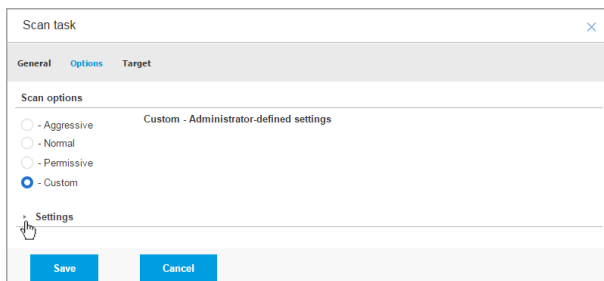 Scan task
General Options Target
Scan options
- Aggressive
Custom - Administrator-defined settings
- Normal
- Permissive
- Custom
Settings
Save Cancel